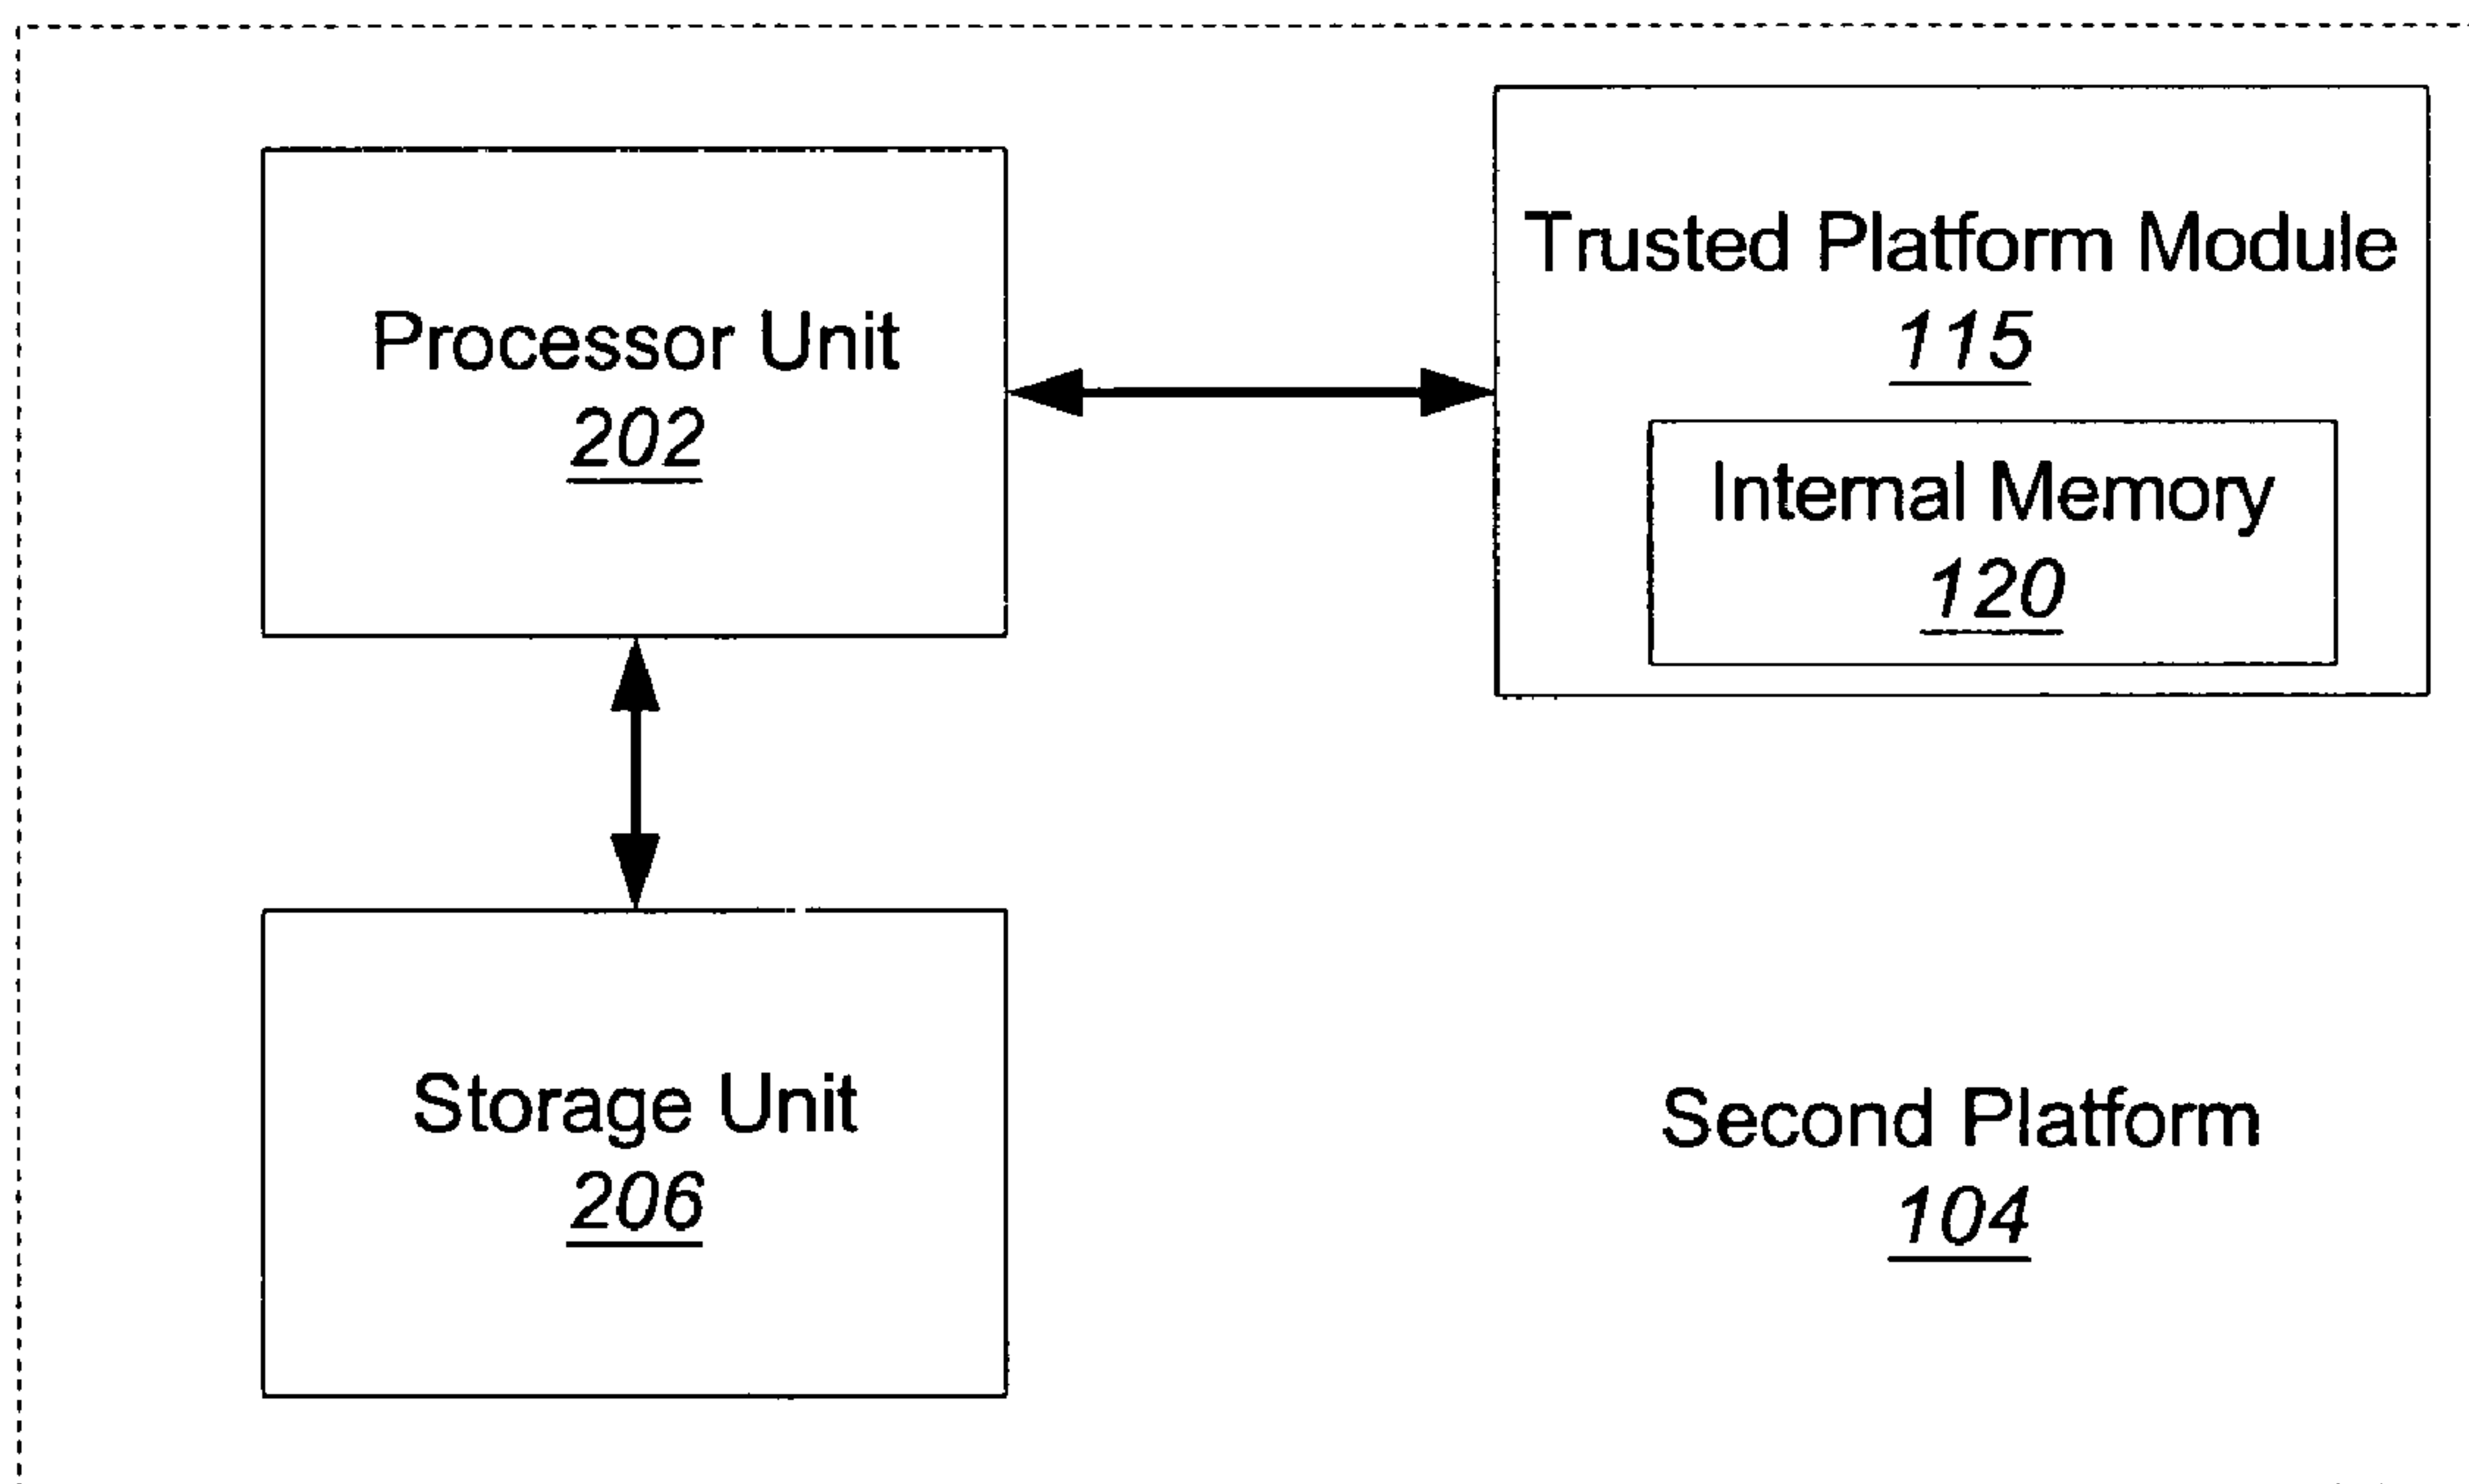 Processor Unit
202
Trusted Platform Module
115
Internal Memory
120
Storage Unit
206
Second Platform
104